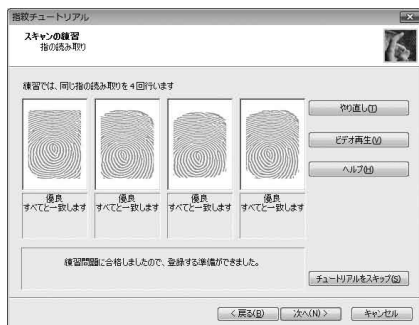 指紋チュートリアル
スキャンの練習
指の読み取り
練習では、同じ指の読み取りを4回行います
やり直し(T)
ビデオ再生(V)
ヘルプ(H)
優良
すべてと一致します
優良
すべてと一致します
優良
すべてと一致します
優良
すべてと一致します
練習問題に合格しましたので、登録する準備ができました。
チュートリアルをスキップ(S)
< 戻る(B)
次へ(N) >
キャンセル